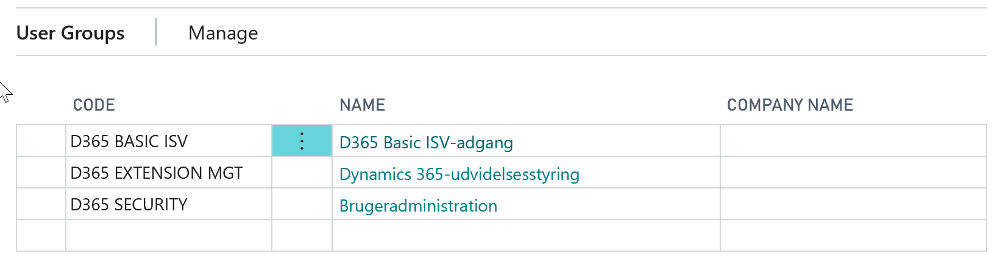 User Groups Manage
CODE NAME COMPANY NAME
D365 BASIC ISV D365 Basic ISV-adgang
D365 EXTENSION MGT Dynamics 365-udvidelsesstyring
D365 SECURITY Brugeradministration